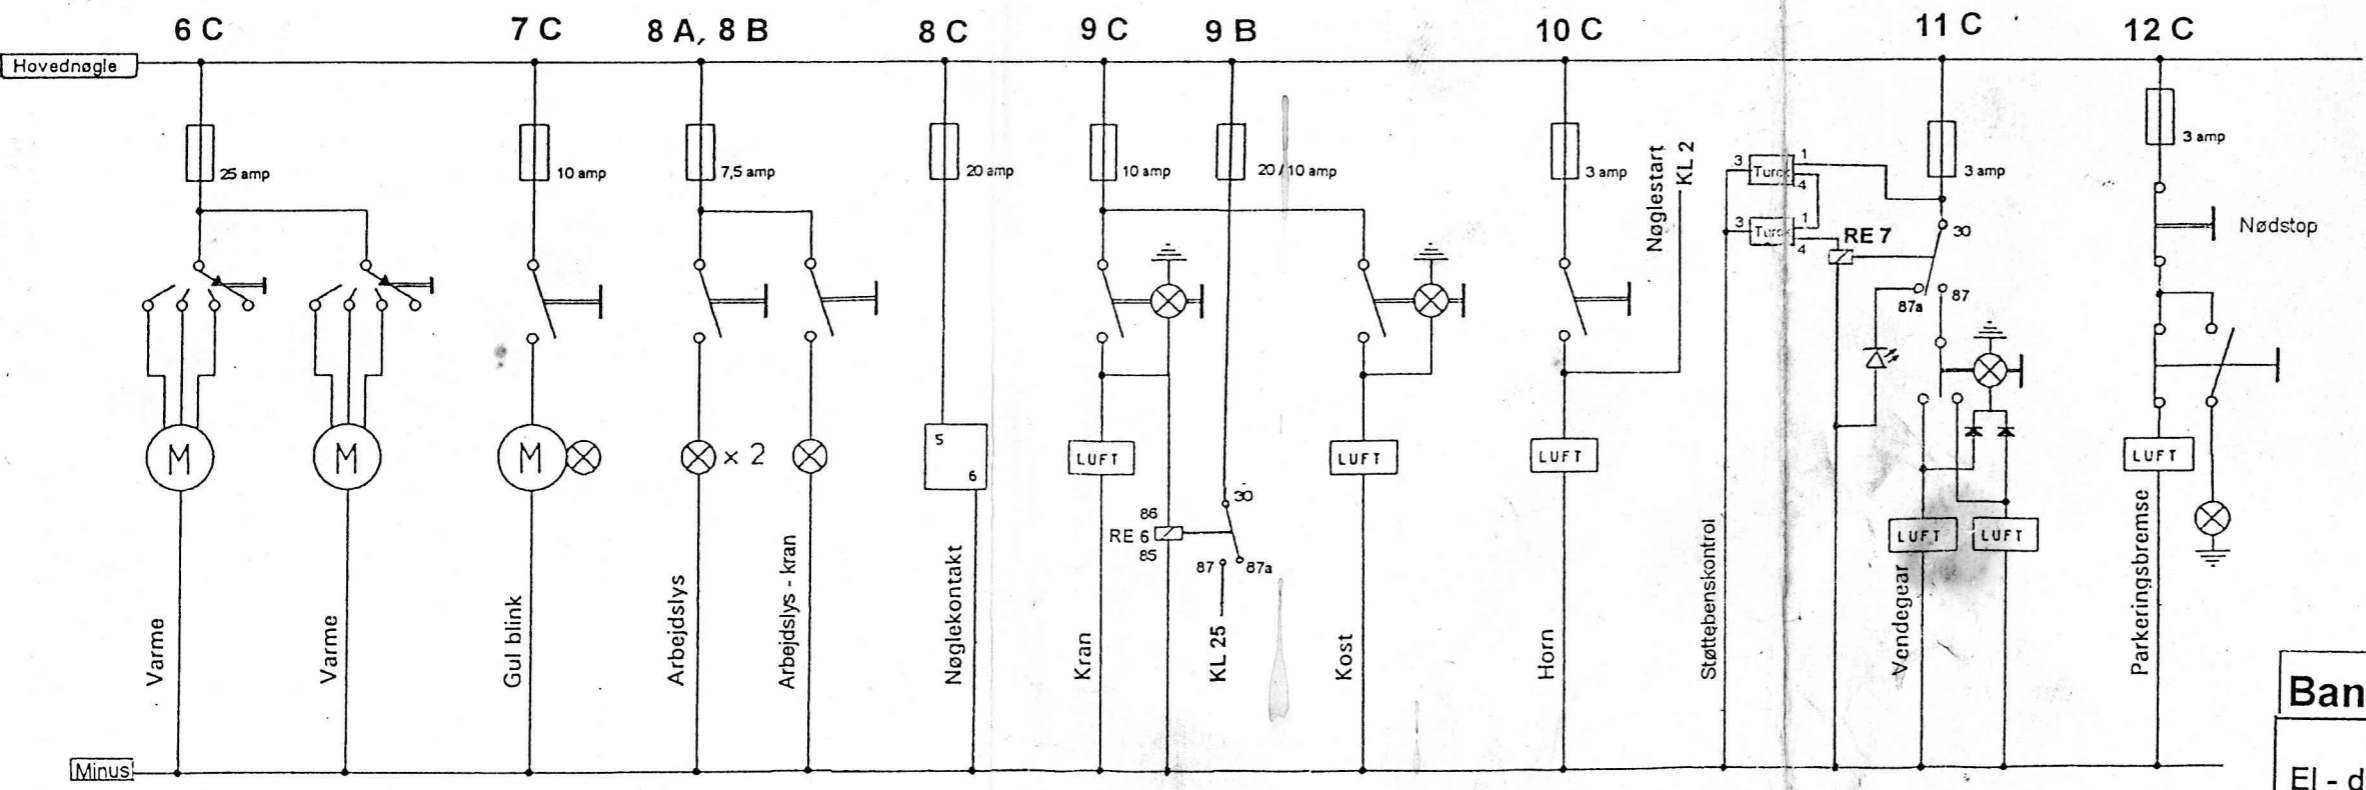 6 C 7 C 8 A, 8 B 8 C 9 C 9 B 10 C 11 C 12 C
Hovednøgle
25 amp
10 amp
7,5 amp
20 amp
10 amp
20 / 10 amp
3 amp
Nøglestart KL 2
3 Turck 1
4
3 Turck 1
4
3 amp
3 amp
RE 7
30
87a 87
Nødstop
M
M
M
x 2
5
6
LUFT
LUFT
LUFT
LUFT
LUFT
LUFT
30
86
RE 6
85
87 87a
Varme
Varme
Gul blink
Arbejdslys
Arbejdslys - kran
Nøglekontakt
Kran
KL 25
Kost
Horn
Støttebenskontrol
Vendegear
Parkeringsbremse
Minus
Ban
El - d